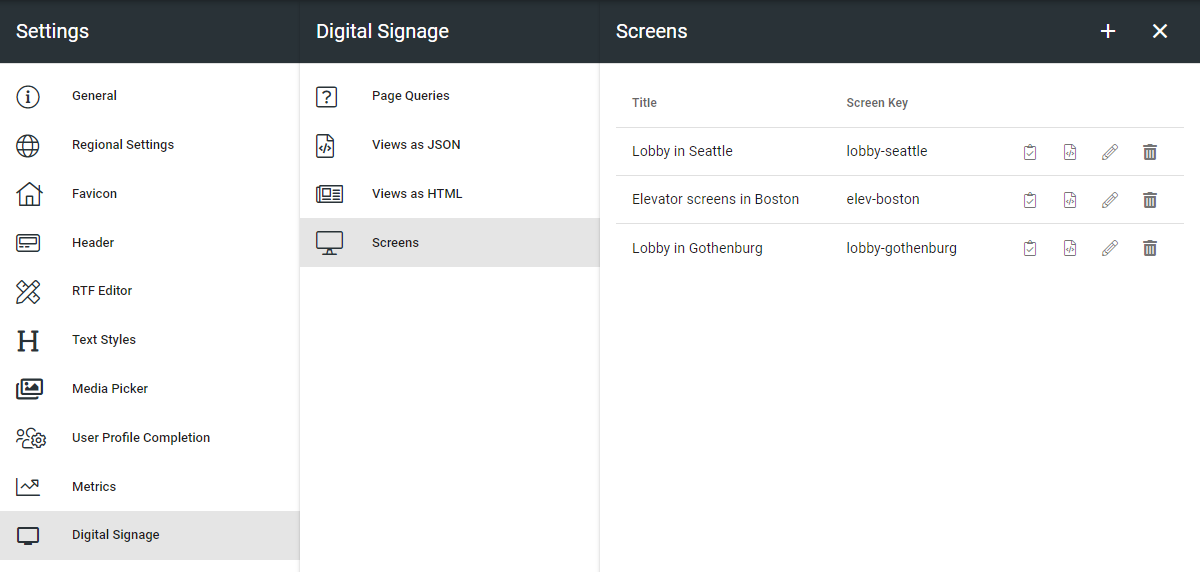 Settings
General
Regional Settings
Favicon
Header
RTF Editor
Text Styles
Media Picker
User Profile Completion
Metrics
Digital Signage
Digital Signage
Page Queries
Views as JSON
Views as HTML
Screens
Screens
Title Screen Key
Lobby in Seattle lobby-seattle
Elevator screens in Boston elev-boston
Lobby in Gothenburg lobby-gothenburg